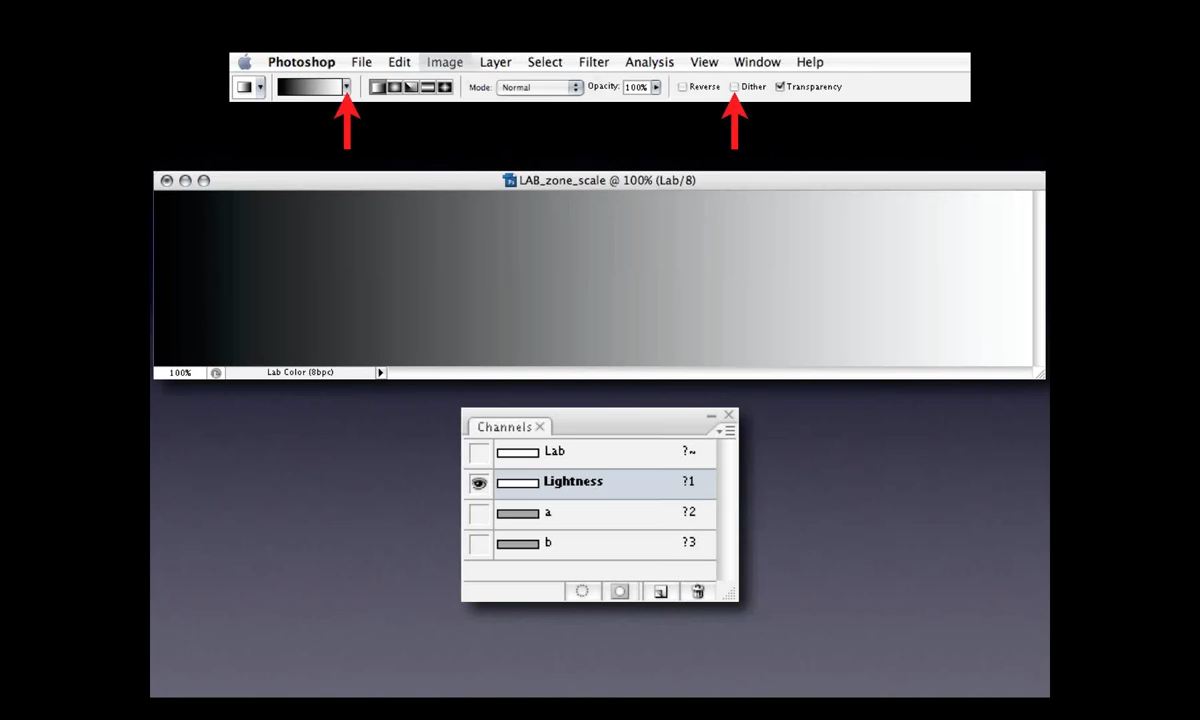 Photoshop File Edit Image Layer Select Filter Analysis View Window Help
Mode: Normal Opacity: 100% Reverse Dither Transparency
LAB_zone_scale @ 100% (Lab/8)
100% Lab Color (8bpc)
Channels
Lab ?~
Lightness ?1
a ?2
b ?3